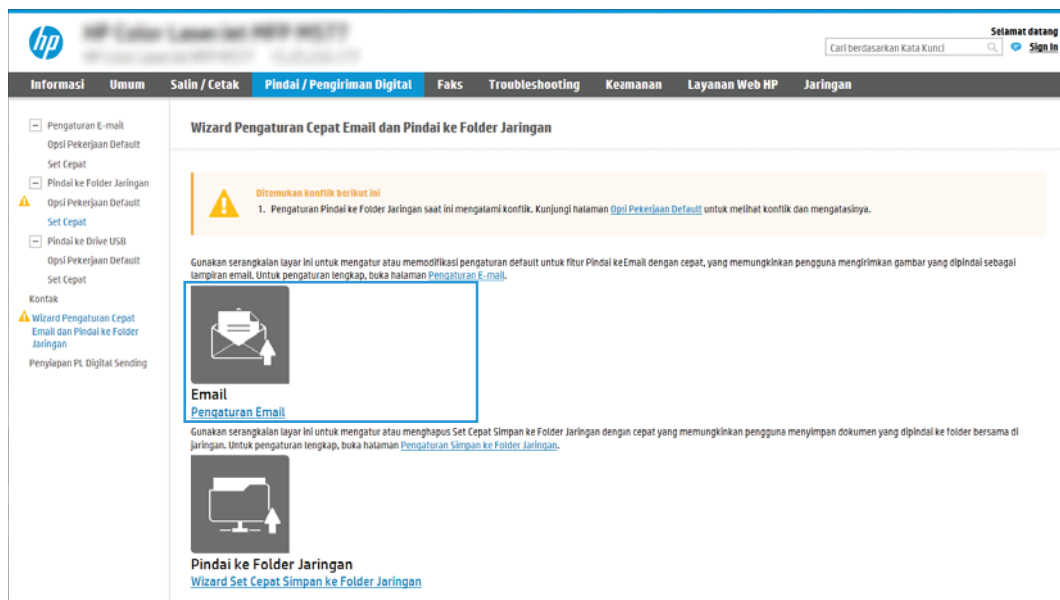 hp
HP Color LaserJet MFP M577
Selamat datang
Cari berdasarkan Kata Kunci
Sign In
Informasi Umum Salin / Cetak Pindai / Pengiriman Digital Faks Troubleshooting Keamanan Layanan Web HP Jaringan
Pengaturan E-mail
Opsi Pekerjaan Default
Set Cepat
Pindai ke Folder Jaringan
Opsi Pekerjaan Default
Set Cepat
Pindai ke Drive USB
Opsi Pekerjaan Default
Set Cepat
Kontak
Wizard Pengaturan Cepat
Email dan Pindai ke Folder
Jaringan
Penyiapan PL Digital Sending
Wizard Pengaturan Cepat Email dan Pindai ke Folder Jaringan
Ditemukan konflik berikut ini
1. Pengaturan Pindai ke Folder Jaringan saat ini mengalami konflik. Kunjungi halaman Opsi Pekerjaan Default untuk melihat konflik dan mengatasinya.
Gunakan serangkaian layar ini untuk mengatur atau memodifikasi pengaturan default untuk fitur Pindai keEmail dengan cepat, yang memungkinkan pengguna mengirimkan gambar yang dipindai sebagai
lampiran email. Untuk pengaturan lengkap, buka halaman Pengaturan E-mail.
Email
Pengaturan Email
Gunakan serangkaian layar ini untuk mengatur atau menghapus Set Cepat Simpan ke Folder Jaringan dengan cepat yang memungkinkan pengguna menyimpan dokumen yang dipindai ke folder bersama di
jaringan. Untuk pengaturan lengkap, buka halaman Pengaturan Simpan ke Folder Jaringan.
Pindai ke Folder Jaringan
Wizard Set Cepat Simpan ke Folder Jaringan